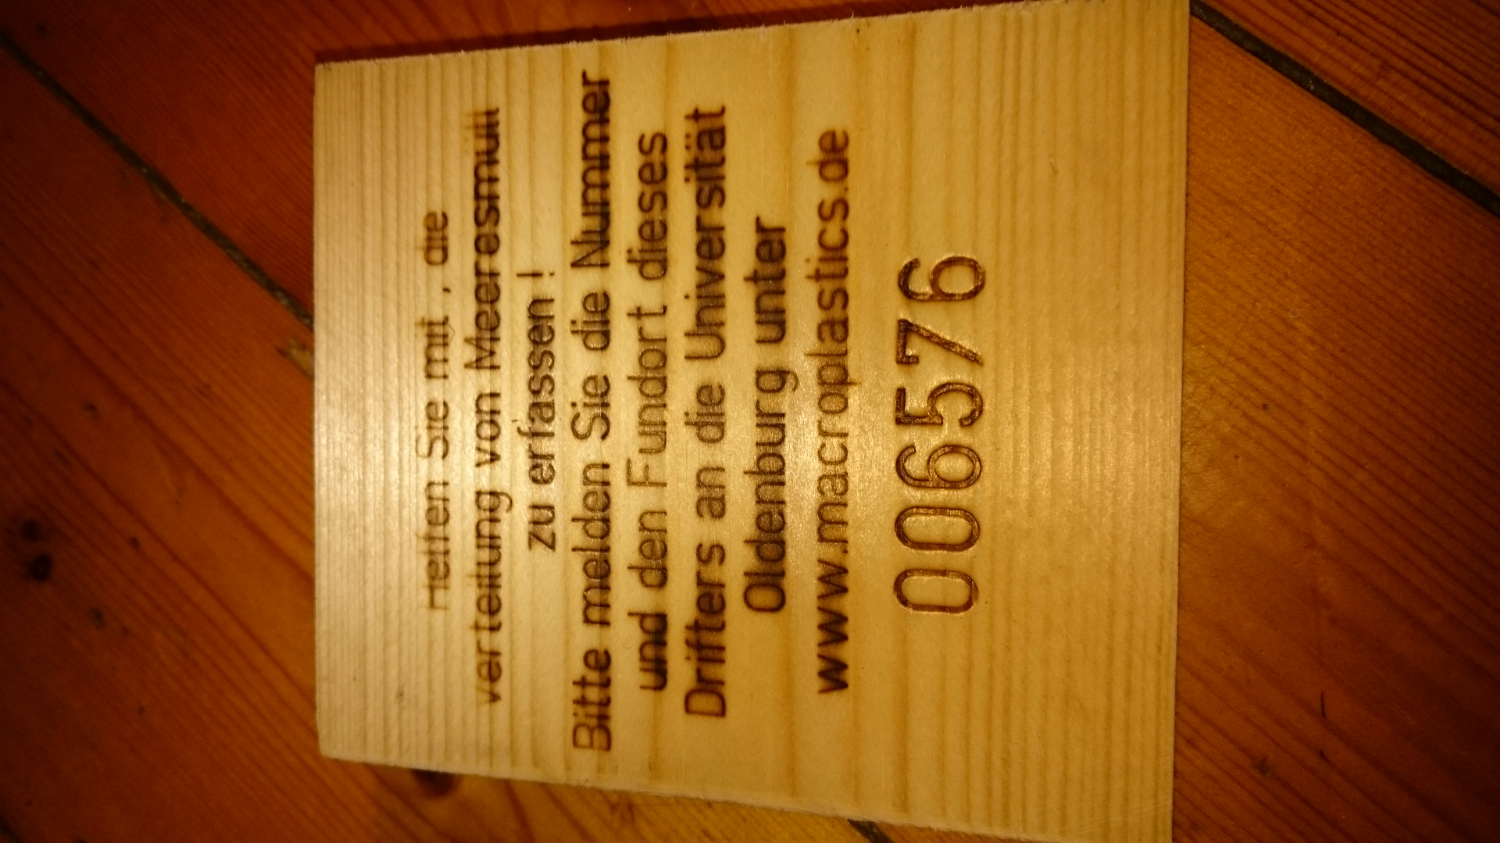 Helfen Sie mit , die
Verteilung von Meeresmüll
zu erfassen !
Bitte melden Sie die Nummer
und den Fundort dieses
Drifters an die Universität
Oldenburg unter
www.macroplastics.de
006576